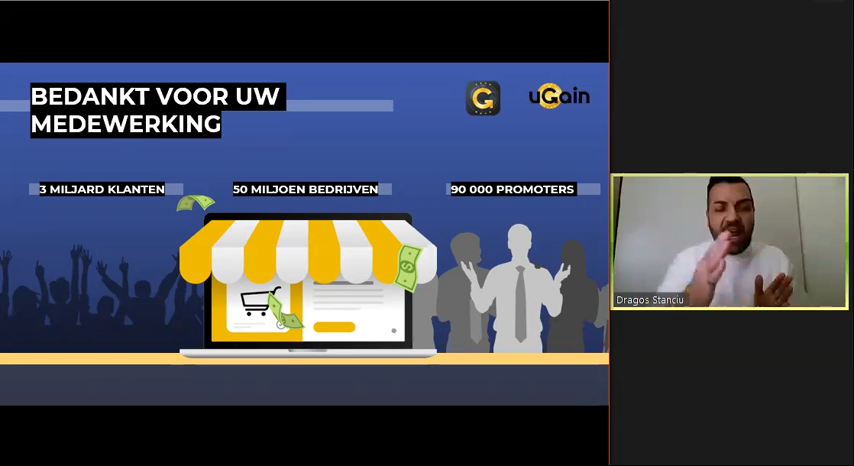 BEDANKT VOOR UW
MEDEWERKING
G
uGain
3 MILJARD KLANTEN
50 MILJOEN BEDRIJVEN
90 000 PROMOTERS
Dragos Stanciu